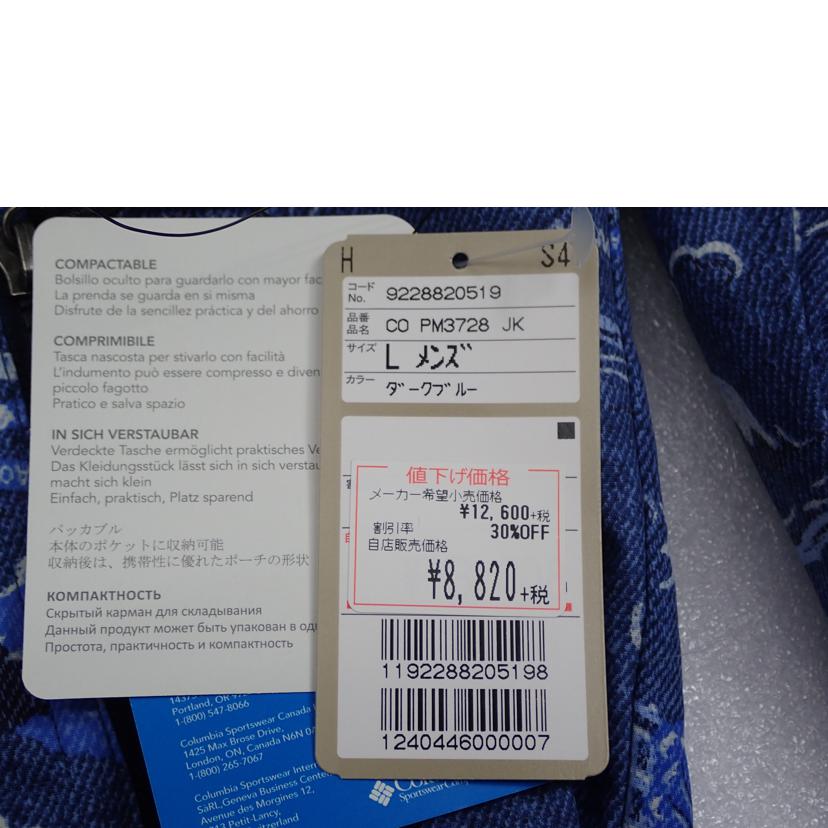 COMPACTABLE
Bolsillo oculto para guardarlo con mayor fac
La prenda se guarda en si misma
Disfrute de la sencillez práctica y del ahorro
COMPRIMIBILE
Tasca nascosta per stivarlo con facilità
L'indumento può essere compresso e diven
piccolo fagotto
Pratico e salva spazio
IN SICH VERSTAUBAR
Verdeckte Tasche ermöglicht praktisches Ve
Das Kleidungsstück lässt sich in sich verstau
macht sich klein
Einfach, praktisch, Platz sparend
パッカブル
本体のポケットに収納可能
収納後は、携帯性に優れたポーチの形状
КОМПАКТНОСТЬ
Скрытый карман для складывания
Данный продукт может быть упакован в одн
Простота, практичность и компактность
Portland, OR
1-(800) 547-8066
Columbia Sportswear Canada
1425 Max Brose Drive,
London, ON, Canada N6N
1-(800) 265-7067
Columbia Sportswear Inter
SàRL, Geneva Business Center
Avenue des Morgines 12,
1213 Petit-Lancy,
Switzerland
Sportswear Comp
H S4
コード No. 9228820519
品番 品名 CO PM3728 JK
サイズ L メンズ
カラー ダークブルー
値下げ価格
メーカー希望小売価格
¥12,600+税
割引率 30%OFF
自店販売価格
¥8,820+税
1192288205198
1240446000007